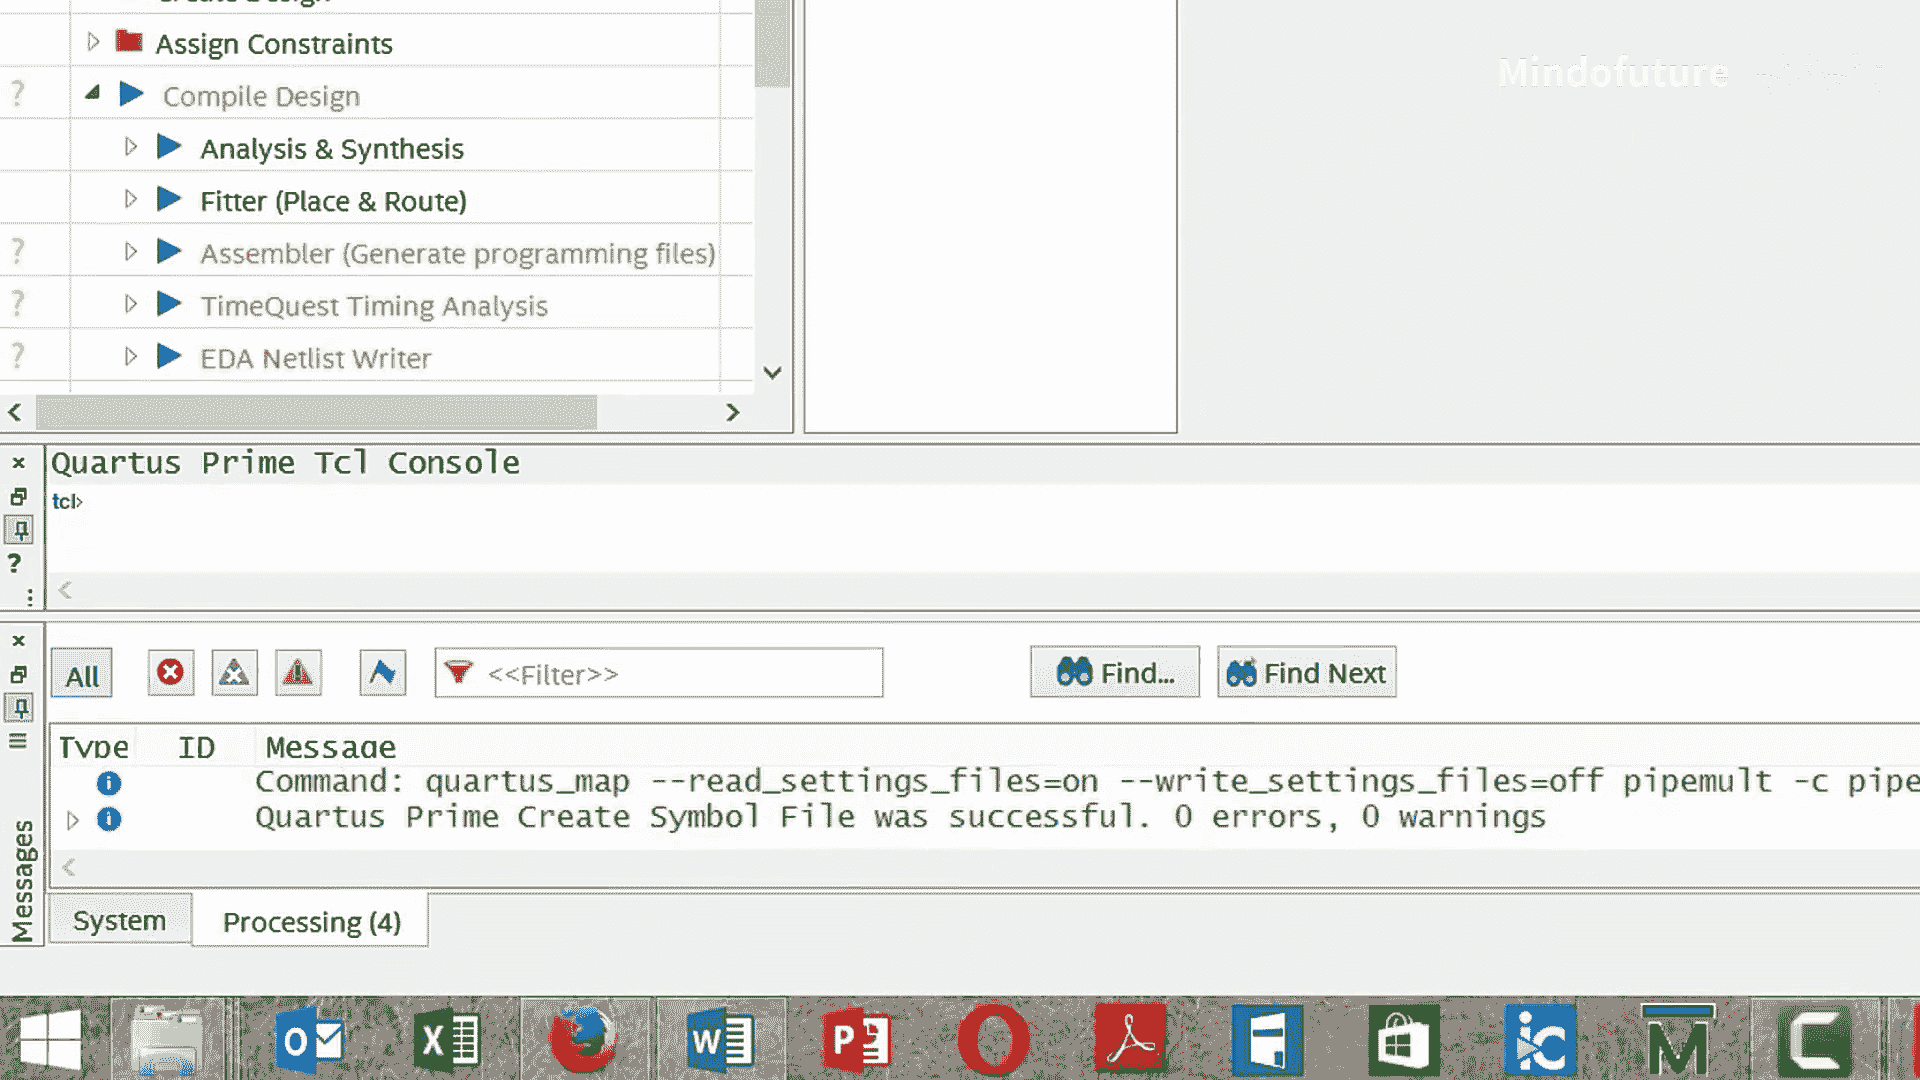 Assign Constraints
Mindofuture
? Compile Design
Analysis & Synthesis
Fitter (Place & Route)
? Assembler (Generate programming files)
? TimeQuest Timing Analysis
? EDA Netlist Writer
Quartus Prime Tcl Console
tcl>
?
All <<Filter>> Find... Find Next
Type ID Message
Command: quartus_map --read_settings_files=on --write_settings_files=off pipemult -c pipe
Quartus Prime Create Symbol File was successful. 0 errors, 0 warnings
Messages
System Processing (4)